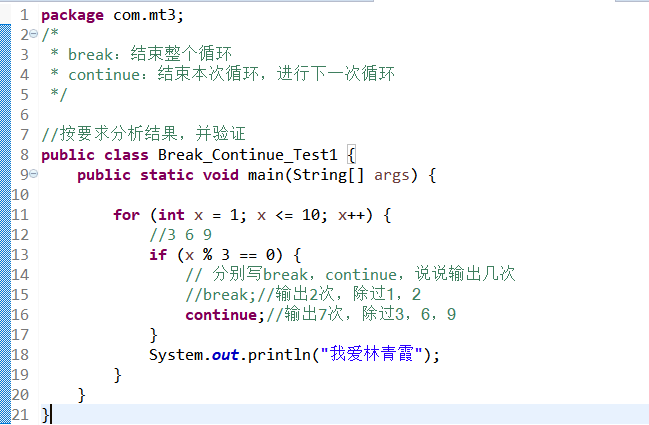 1 package com.mt3;
2 /*
3  * break：结束整个循环
4  * continue：结束本次循环，进行下一次循环
5  */
6
7 //按要求分析结果，并验证
8 public class Break_Continue_Test1 {
9     public static void main(String[] args) {
10
11         for (int x = 1; x <= 10; x++) {
12             //3 6 9
13             if (x % 3 == 0) {
14                 // 分别写break，continue，说说输出几次
15                 //break;//输出2次，除过1，2
16                 continue;//输出7次，除过3，6，9
17             }
18             System.out.println("我爱林青霞");
19         }
20     }
21 }